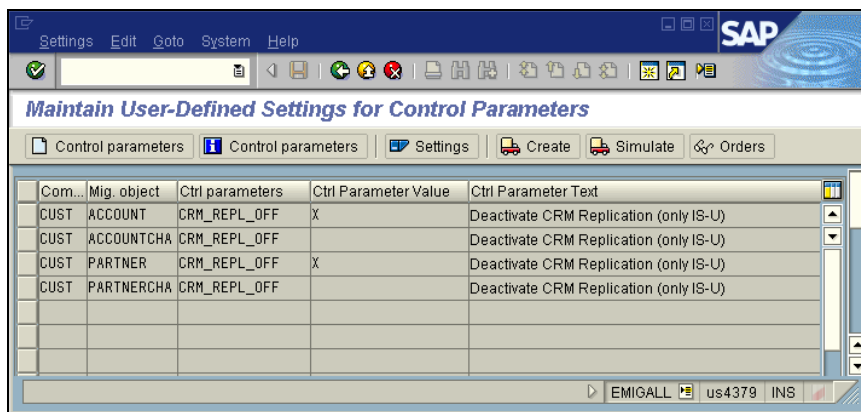 Settings Edit Goto System Help
SAP
Maintain User-Defined Settings for Control Parameters
Control parameters Control parameters Settings Create Simulate Orders
Com... Mig. object Ctrl parameters Ctrl Parameter Value Ctrl Parameter Text
CUST ACCOUNT CRM_REPL_OFF X Deactivate CRM Replication (only IS-U)
CUST ACCOUNTCHA CRM_REPL_OFF Deactivate CRM Replication (only IS-U)
CUST PARTNER CRM_REPL_OFF X Deactivate CRM Replication (only IS-U)
CUST PARTNERCHA CRM_REPL_OFF Deactivate CRM Replication (only IS-U)
EMIGALL us4379 INS